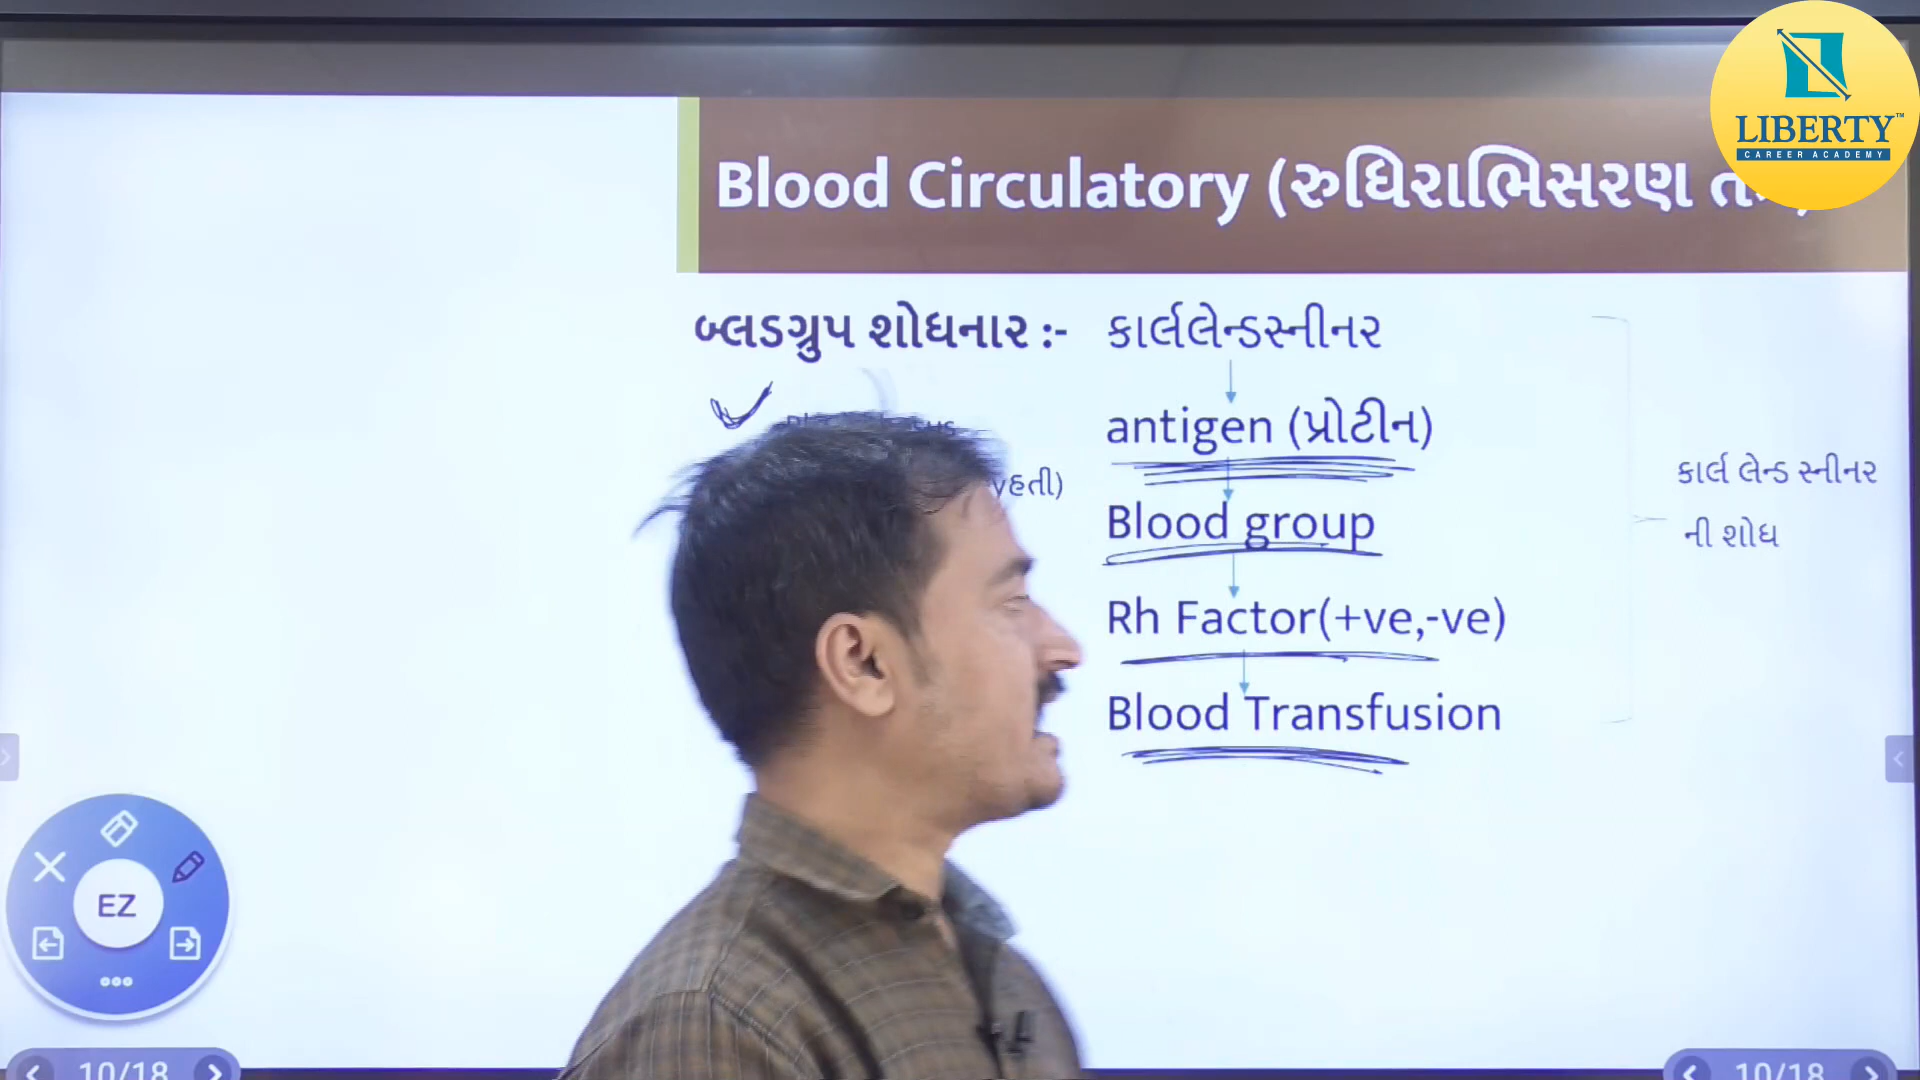 LIBERTY™
CAREER ACADEMY
Blood Circulatory (રુધિરાભિસરણ
બ્લડગ્રુપ શોધનાર :- કાર્લલેન્ડસ્નીનર
antigen (પ્રોટીન)
Blood group
Rh Factor(+ve,-ve)
Blood Transfusion
કાર્લ લેન્ડ સ્નીનર
ની શોધ
EZ
10/18
10/18